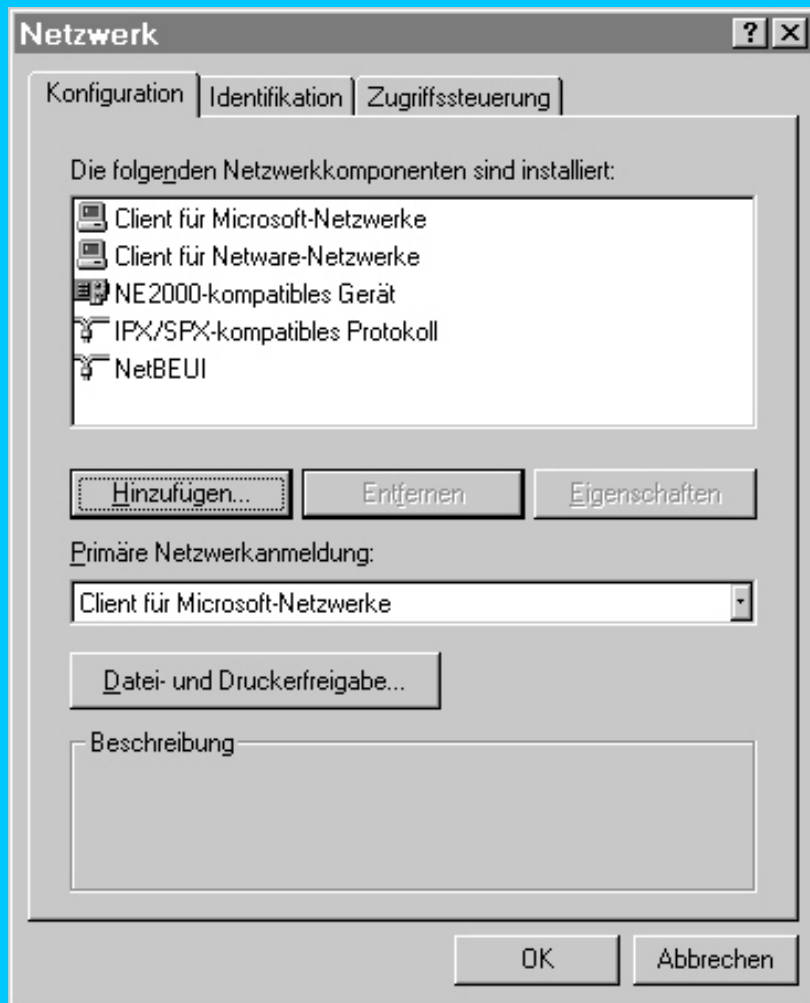 Netzwerk
Konfiguration Identifikation Zugriffssteuerung
Die folgenden Netzwerkkomponenten sind installiert:
Client für Microsoft-Netzwerke
Client für Netware-Netzwerke
NE2000-kompatibles Gerät
IPX/SPX-kompatibles Protokoll
NetBEUI
Hinzufügen... Entfernen Eigenschaften
Primäre Netzwerkanmeldung:
Client für Microsoft-Netzwerke
Datei- und Druckerfreigabe...
Beschreibung
OK Abbrechen